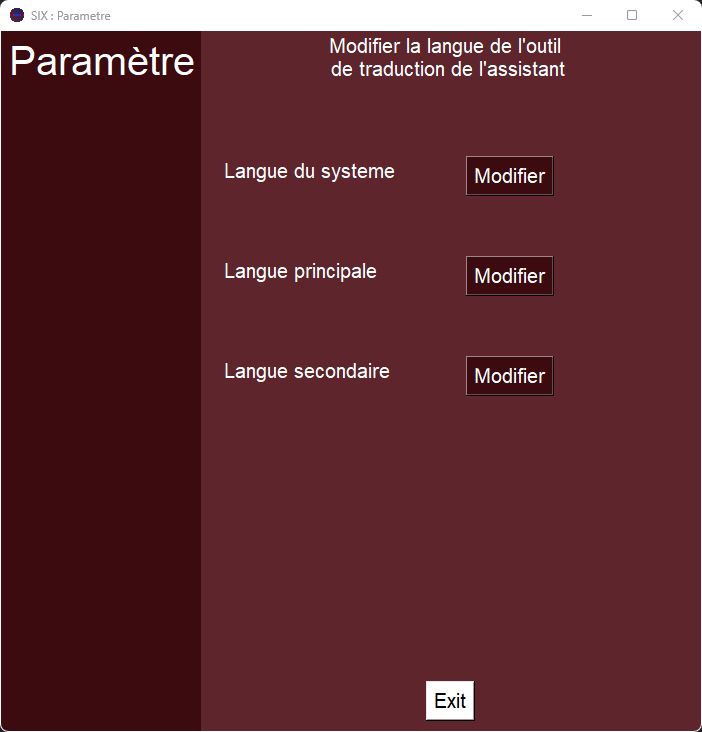 SIX : Parametre
Paramètre
Modifier la langue de l'outil
de traduction de l'assistant
Langue du systeme
Modifier
Langue principale
Modifier
Langue secondaire
Modifier
Exit